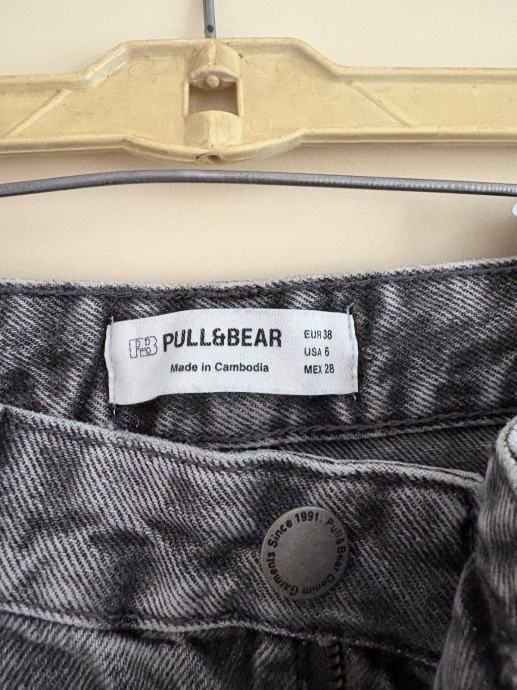 P&B PULL&BEAR
Made in Cambodia
EUR 38
USA 6
MEX 28
Since 1991. Pull&Bear Denim Garments